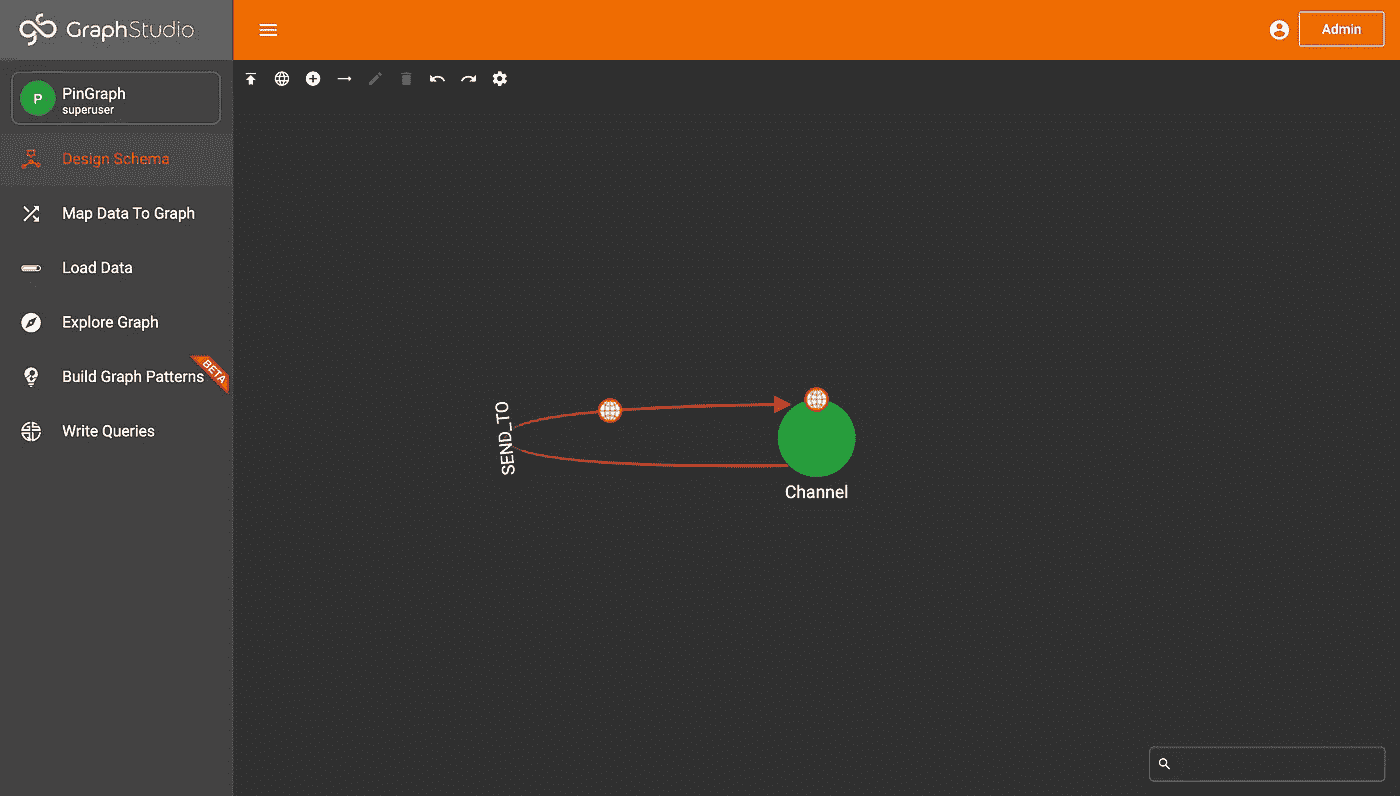 GraphStudio
Admin
P
PinGraph
superuser
Design Schema
Map Data To Graph
Load Data
Explore Graph
Build Graph Patterns
BETA
Write Queries
SEND_TO
Channel